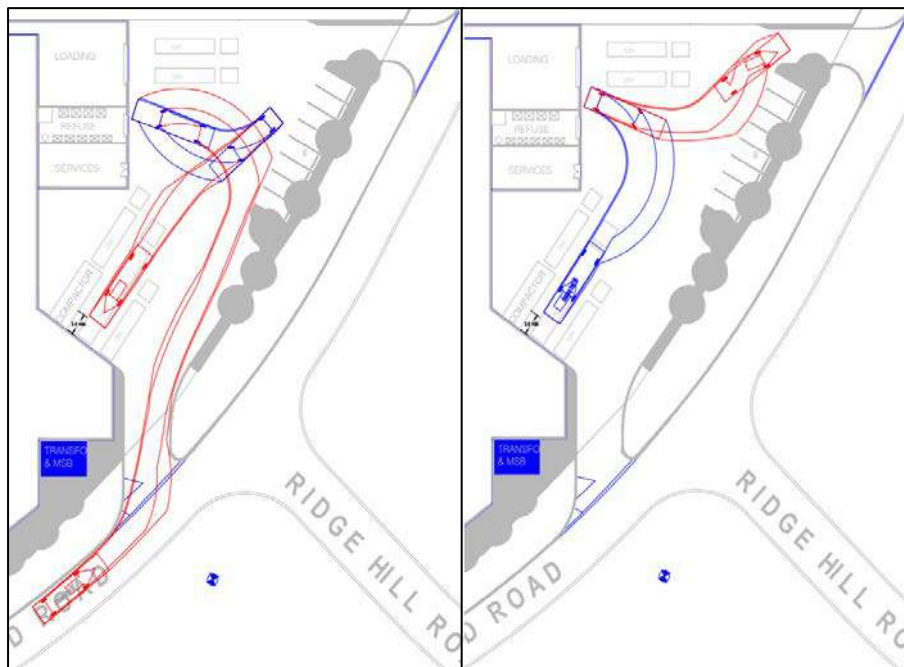 LOADING
REFUSE
SERVICES
COMPACTOR
TRANSFO
& MSB
RIDGE HILL RO
D ROAD
LOADING
REFUSE
SERVICES
COMPACTOR
TRANSFO
& MSB
RIDGE HILL RO
D ROAD